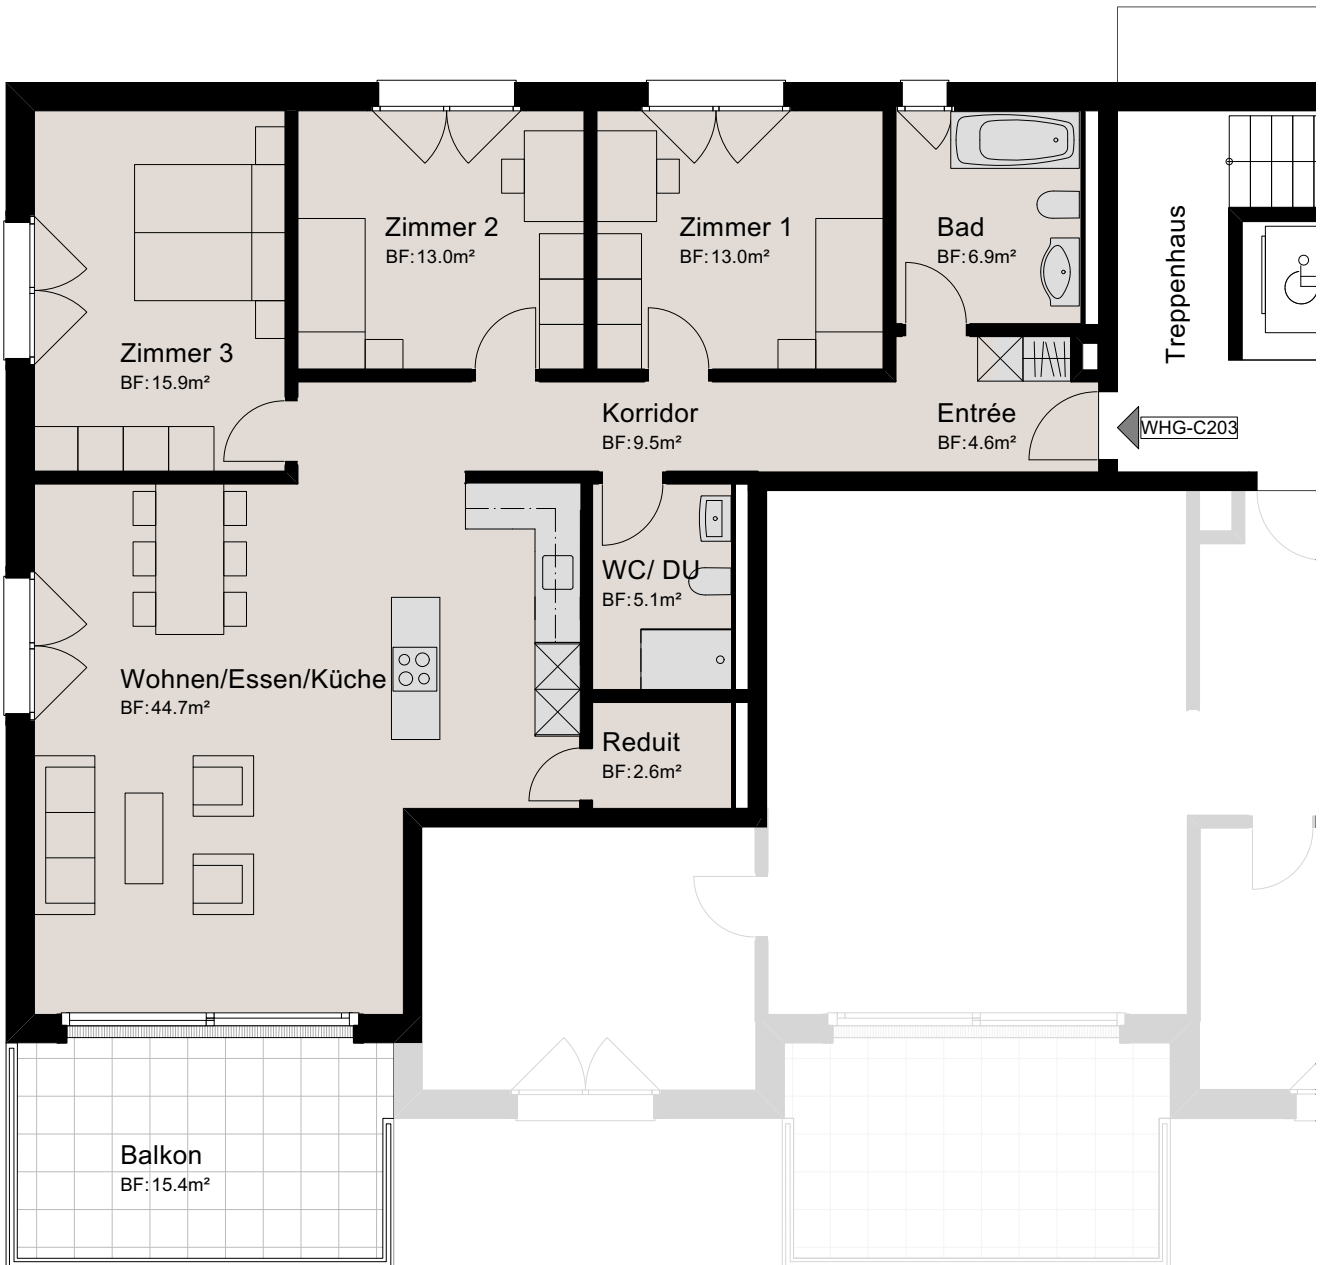 Zimmer 2
BF:13.0m²
Zimmer 1
BF:13.0m²
Bad
BF:6.9m²
Treppenhaus
Zimmer 3
BF:15.9m²
Korridor
BF:9.5m²
Entrée
BF:4.6m²
WHG-C203
WC/ DU
BF:5.1m²
Wohnen/Essen/Küche
BF:44.7m²
Reduit
BF:2.6m²
Balkon
BF:15.4m²